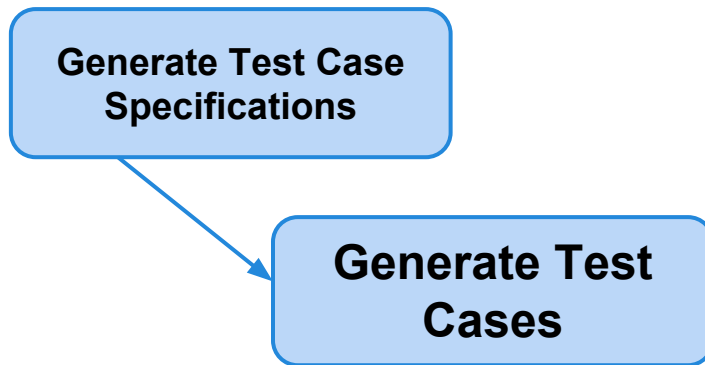 Generate Test Case
Specifications
Generate Test
Cases